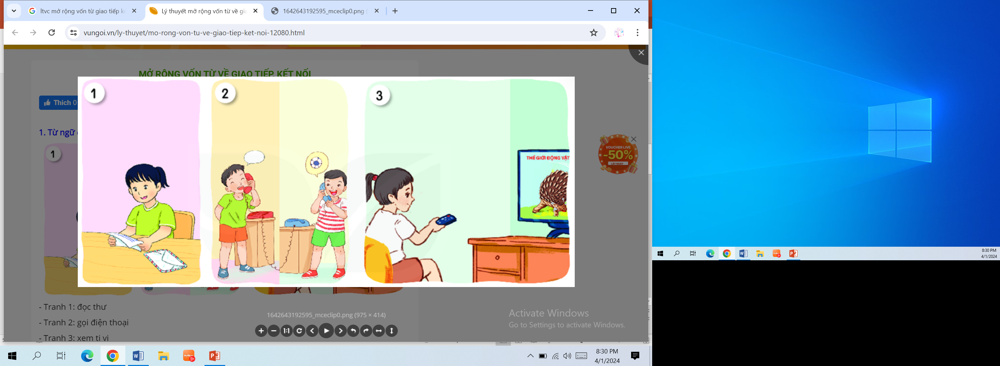 ltvc mở rộng vốn từ giao tiếp kế
Lý thuyết mở rộng vốn từ về gia
1642643192595_mceclip0.png (
vungoi.vn/ly-thuyet/mo-rong-von-tu-ve-giao-tiep-ket-noi-12080.html
MỞ RỘNG VỐN TỪ VỀ GIAO TIẾP, KẾT NỐI
Thích 0
1. Từ ngữ
1
1
2
3
THẾ GIỚI ĐỘNG VẬT
VOUCHER LIVE
-50%
LẤY NGAY
- Tranh 1: đọc thư
- Tranh 2: gọi điện thoại
- Tranh 3: xem ti vi
1642643192595_mceclip0.png (975 × 414)
1:1
Activate Windows
Go to Settings to activate Windows.
9+
8:30 PM
4/1/2024
8:30 PM
4/1/2024